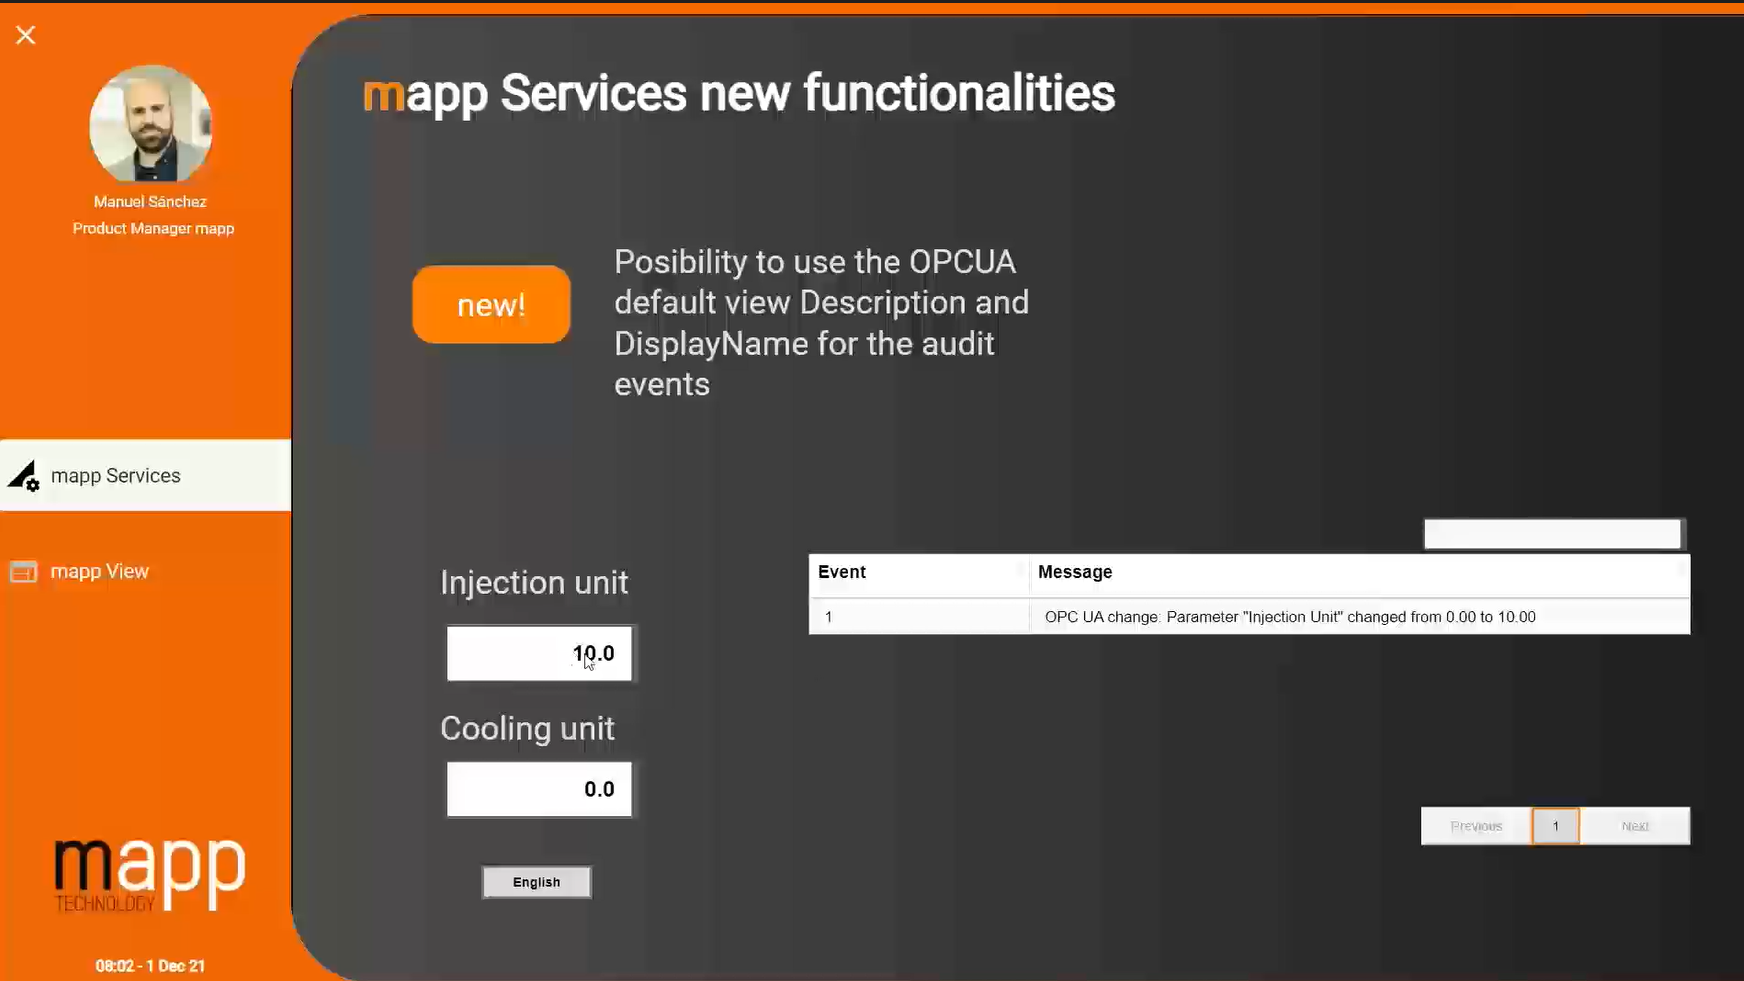 mapp Services new functionalities
Manuel Sánchez
Product Manager mapp
new!
Posibility to use the OPCUA
default view Description and
DisplayName for the audit
events
mapp Services
mapp View
Injection unit
10.0
Cooling unit
0.0
English
Event Message
1 OPC UA change: Parameter "Injection Unit" changed from 0.00 to 10.00
Previous 1 Next
mapp
TECHNOLOGY
08:02 - 1 Dec 21